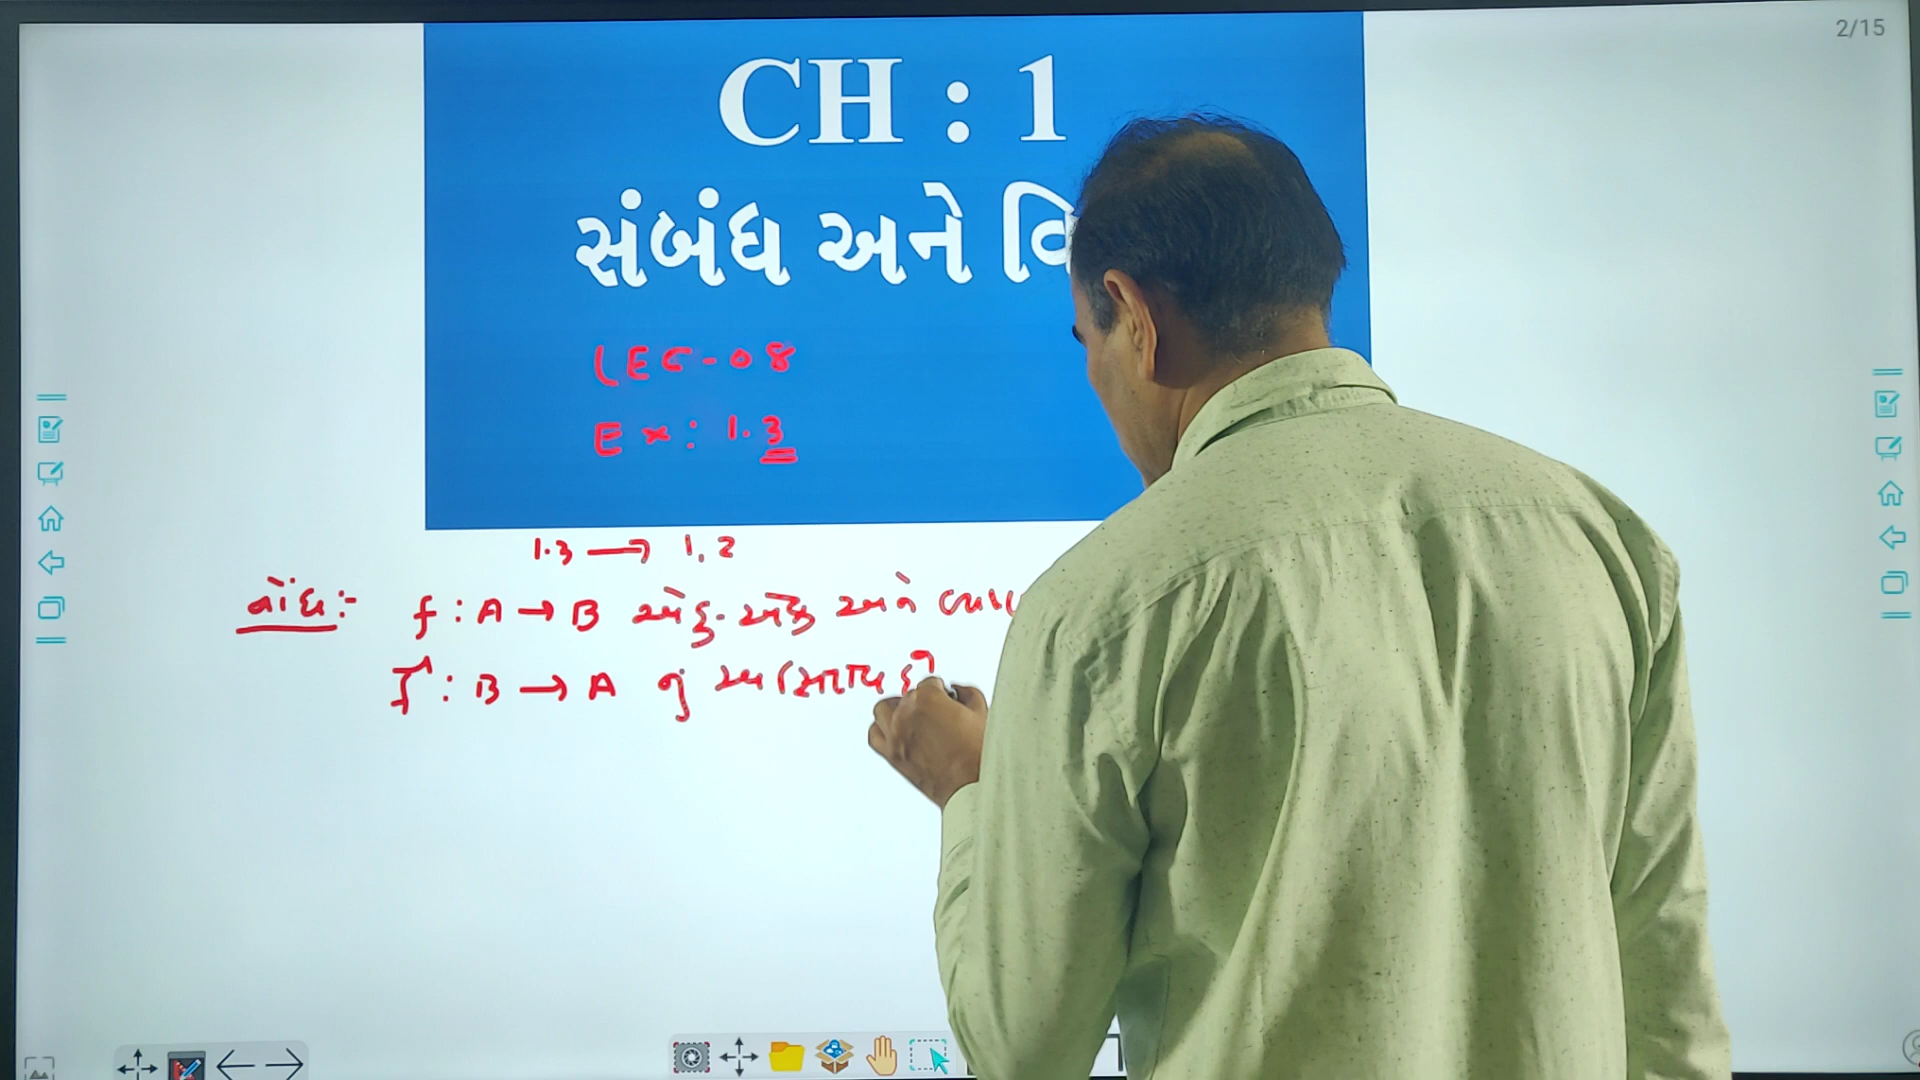 2/15
CH : 1
સંબંધ અને વિ
LEC-08
Ex: 1.3
1.3 → 1, 2
નોંધ:- f : A → B એક-એક અને વ્યા
f⁻¹ : B → A નું અસ્તિત્વ